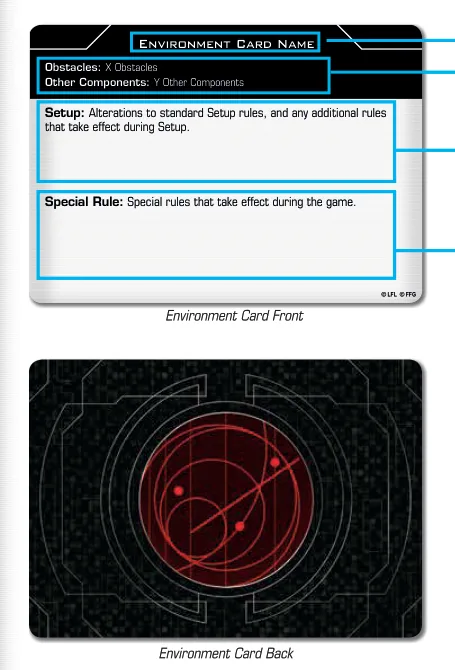 Environment Card Name
Obstacles: X Obstacles
Other Components: Y Other Components
Setup: Alterations to standard Setup rules, and any additional rules
that take effect during Setup.
Special Rule: Special rules that take effect during the game.
©LFL ©FFG
Environment Card Front
Environment Card Back